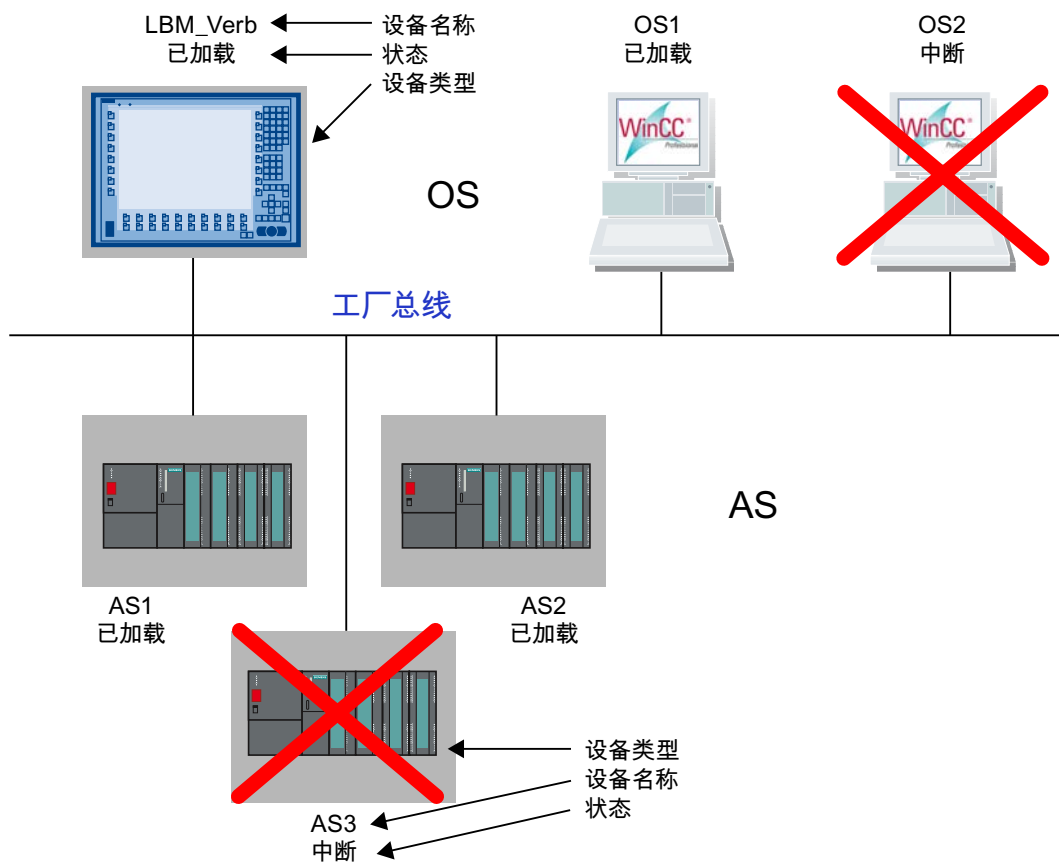 LBM_Verb
已加载
设备名称
状态
设备类型
OS1
已加载
OS2
中断
WinCC
Professional
WinCC
OS
工厂总线
AS
AS1
已加载
AS2
已加载
设备类型
设备名称
状态
AS3
中断